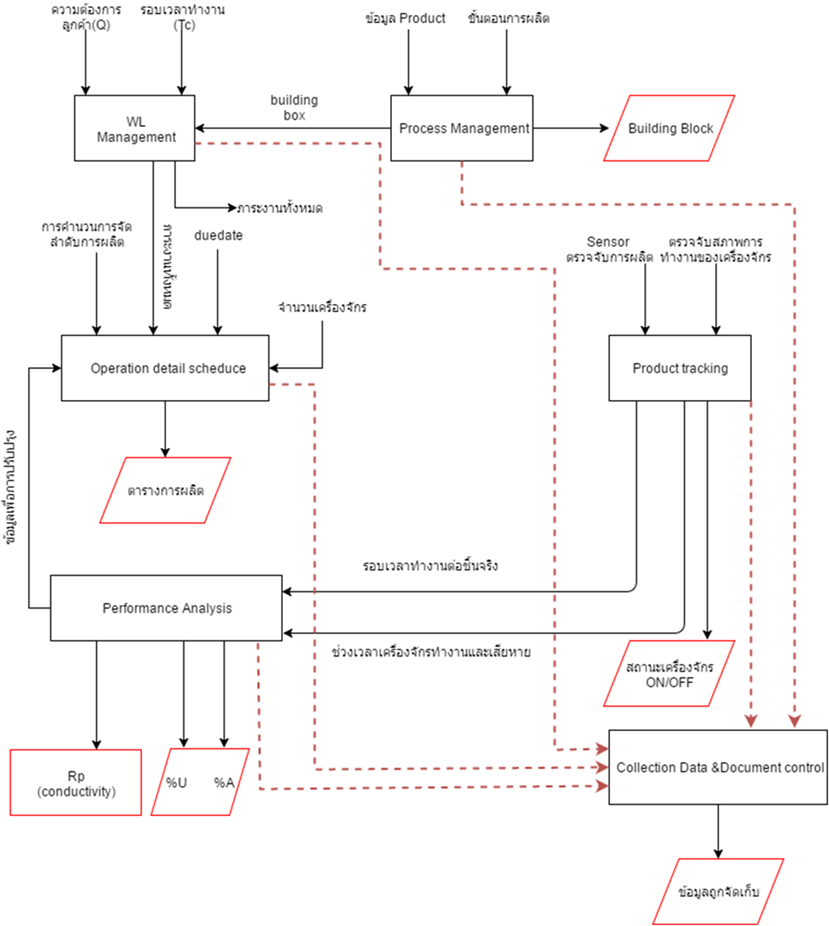 ความต้องการ
ลูกค้า(Q)
รอบเวลาทำงาน
(Tc)
ข้อมูล Product
ขั้นตอนการผลิต
WL
Management
building
box
Process Management
Building Block
ภาระงานทั้งหมด
การคำนวนการจัด
ลำดับการผลิต
ภาระงานทั้งหมด
duedate
Sensor
ตรวจจับการผลิต
ตรวจจับสภาพการ
ทำงานของเครื่องจักร
จำนวนเครื่องจักร
Operation detail scheduce
Product tracking
ข้อมูลเพื่อการปรับปรุง
ตารางการผลิต
รอบเวลาทำงานต่อชิ้นจริง
Performance Analysis
ช่วงเวลาเครื่องจักรทำงานและเสียหาย
สถานะเครื่องจักร
ON/OFF
Rp
(conductivity)
%U
%A
Collection Data &Document control
ข้อมูลถูกจัดเก็บ